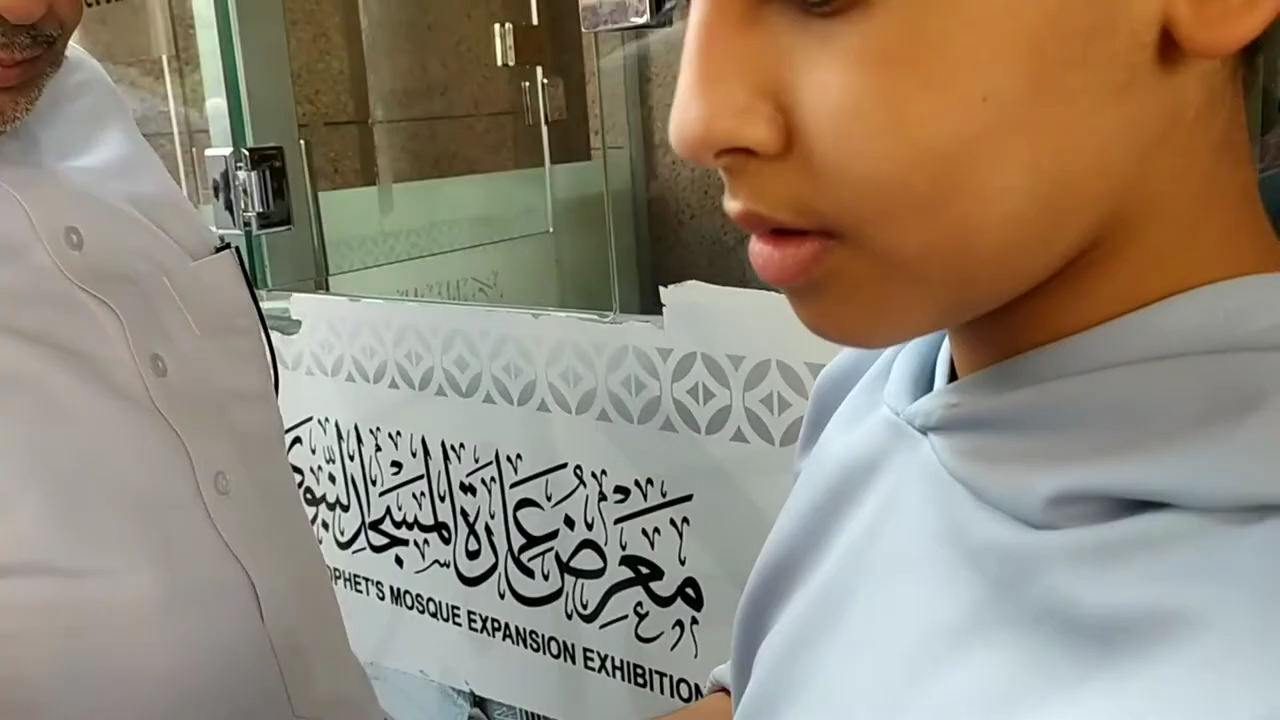 معرض عمارة المسجد النبوي
OPHET'S MOSQUE EXPANSION EXHIBITION